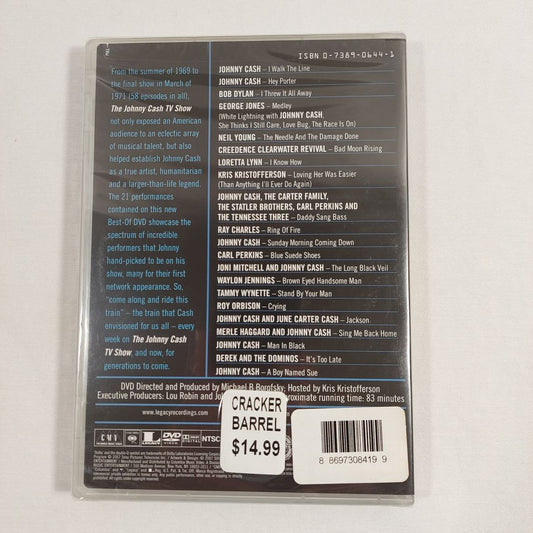 ISBN 0-7389-0644-1
From the summer of 1969
to the final show in March of
1971 (58 episodes in all),
The Johnny Cash TV Show
not only exposed an American
audience to an eclectic array
of musical talent, but also
helped establish Johnny Cash
as a true artist, humanitarian
and a larger-than-life legend.
The 21 performances
contained on this new
Best-Of DVD showcase the
spectrum of incredible
performers that Johnny
hand-picked to be on his
show, many for their first
network appearance. So,
"come along and ride this
train" – the train that Cash
envisioned for us all – every
week on The Johnny Cash
TV Show, and now, for
generations to come.
JOHNNY CASH – I Walk The Line
JOHNNY CASH – Hey Porter
BOB DYLAN – I Threw It All Away
GEORGE JONES – Medley
(White Lightning with JOHNNY CASH,
She Thinks I Still Care, Love Bug, The Race Is On)
NEIL YOUNG – The Needle And The Damage Done
CREEDENCE CLEARWATER REVIVAL – Bad Moon Rising
LORETTA LYNN – I Know How
KRIS KRISTOFFERSON – Loving Her Was Easier
(Than Anything I'll Ever Do Again)
JOHNNY CASH, THE CARTER FAMILY,
THE STATLER BROTHERS, CARL PERKINS AND
THE TENNESSEE THREE – Daddy Sang Bass
RAY CHARLES – Ring Of Fire
JOHNNY CASH – Sunday Morning Coming Down
CARL PERKINS – Blue Suede Shoes
JONI MITCHELL AND JOHNNY CASH – The Long Black Veil
WAYLON JENNINGS – Brown Eyed Handsome Man
TAMMY WYNETTE – Stand By Your Man
ROY ORBISON – Crying
JOHNNY CASH AND JUNE CARTER CASH – Jackson
MERLE HAGGARD AND JOHNNY CASH – Sing Me Back Home
JOHNNY CASH – Man In Black
DEREK AND THE DOMINOS – It's Too Late
JOHNNY CASH – A Boy Named Sue
DVD Directed and Produced by Michael B Borofsky; Hosted by Kris Kristofferson
Executive Producers: Lou Robin and Joh roximate running time: 83 minutes
www.legacyrecordings.com
CMV LEGACY DVD NTSC
CRACKER
BARREL
$14.99
8 86973 08419 9